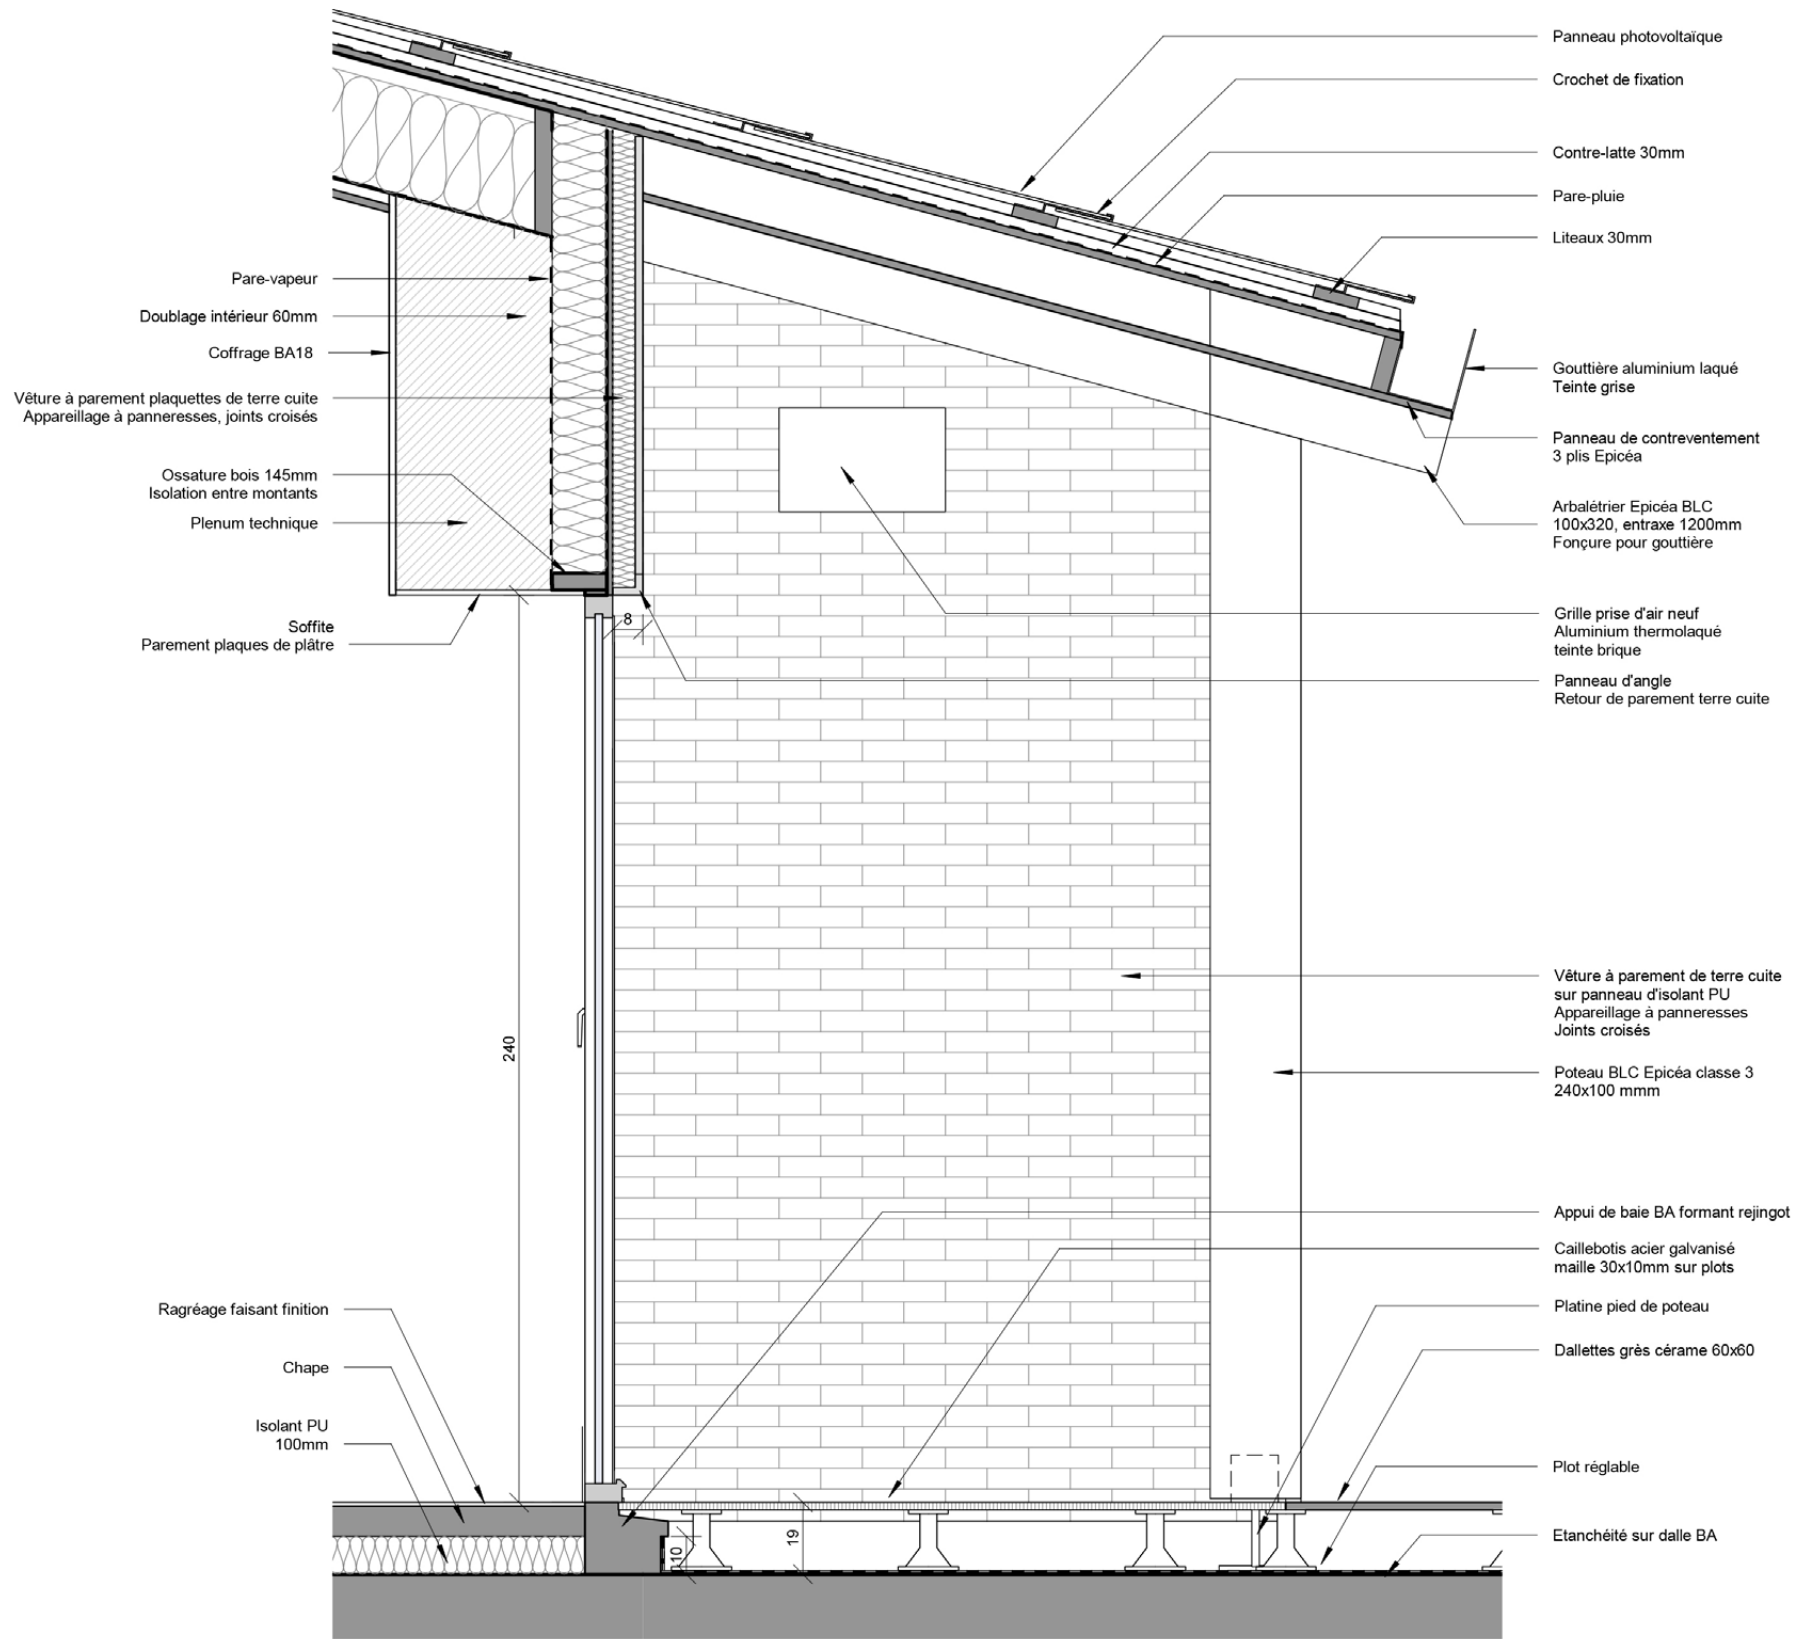 Panneau photovoltaïque
Crochet de fixation
Contre-latte 30mm
Pare-pluie
Liteaux 30mm
Gouttière aluminium laqué
Teinte grise
Panneau de contreventement
3 plis Epicéa
Arbalétrier Epicéa BLC
100x320, entraxe 1200mm
Fonçure pour gouttière
Grille prise d'air neuf
Aluminium thermolaqué
teinte brique
Panneau d'angle
Retour de parement terre cuite
Vêture à parement de terre cuite
sur panneau d'isolant PU
Appareillage à panneresses
Joints croisés
Poteau BLC Epicéa classe 3
240x100 mmm
Appui de baie BA formant rejingot
Caillebotis acier galvanisé
maille 30x10mm sur plots
Platine pied de poteau
Dallettes grès cérame 60x60
Plot réglable
Etanchéité sur dalle BA
Pare-vapeur
Doublage intérieur 60mm
Coffrage BA18
Vêture à parement plaquettes de terre cuite
Appareillage à panneresses, joints croisés
Ossature bois 145mm
Isolation entre montants
Plenum technique
Soffite
Parement plaques de plâtre
Ragréage faisant finition
Chape
Isolant PU
100mm
8
240
10
19